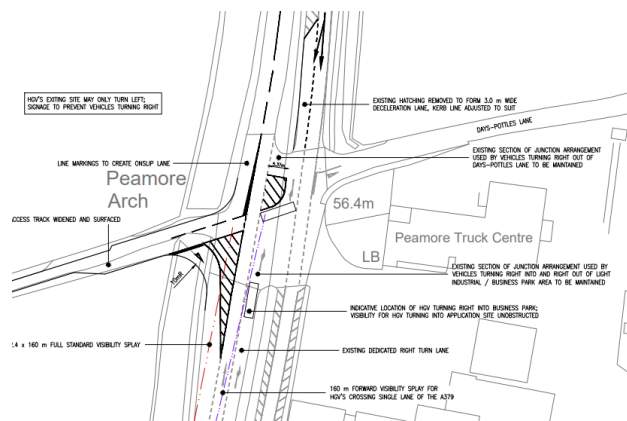 HGV'S EXITING SITE MAY ONLY TURN LEFT;
SIGNAGE TO PREVENT VEHICLES TURNING RIGHT
EXISTING HATCHING REMOVED TO FORM 3.0 m WIDE
DECELERATION LANE, KERB LINE ADJUSTED TO SUIT
DAYS-POTTLES LANE
LINE MARKINGS TO CREATE ONSLIP LANE
EXISTING SECTION OF JUNCTION ARRANGEMENT
USED BY VEHICLES TURNING RIGHT OUT OF
DAYS-POTTLES LANE TO BE MAINTAINED
Peamore
Arch
56.4m
ACCESS TRACK WIDENED AND SURFACED
Peamore Truck Centre
LB
EXISTING SECTION OF JUNCTION ARRANGEMENT USED BY
VEHICLES TURNING RIGHT INTO AND RIGHT OUT OF LIGHT
INDUSTRIAL / BUSINESS PARK AREA TO BE MAINTAINED
10mR
INDICATIVE LOCATION OF HGV TURNING RIGHT INTO BUSINESS PARK;
VISIBILITY FOR HGV TURNING INTO APPLICATION SITE UNOBSTRUCTED
2.4 x 160 m FULL STANDARD VISIBILITY SPLAY
EXISTING DEDICATED RIGHT TURN LANE
160 m FORWARD VISIBILITY SPLAY FOR
HGV'S CROSSING SINGLE LANE OF THE A379